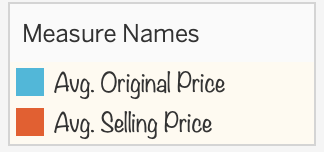 Measure Names
Avg. Original Price
Avg. Selling Price